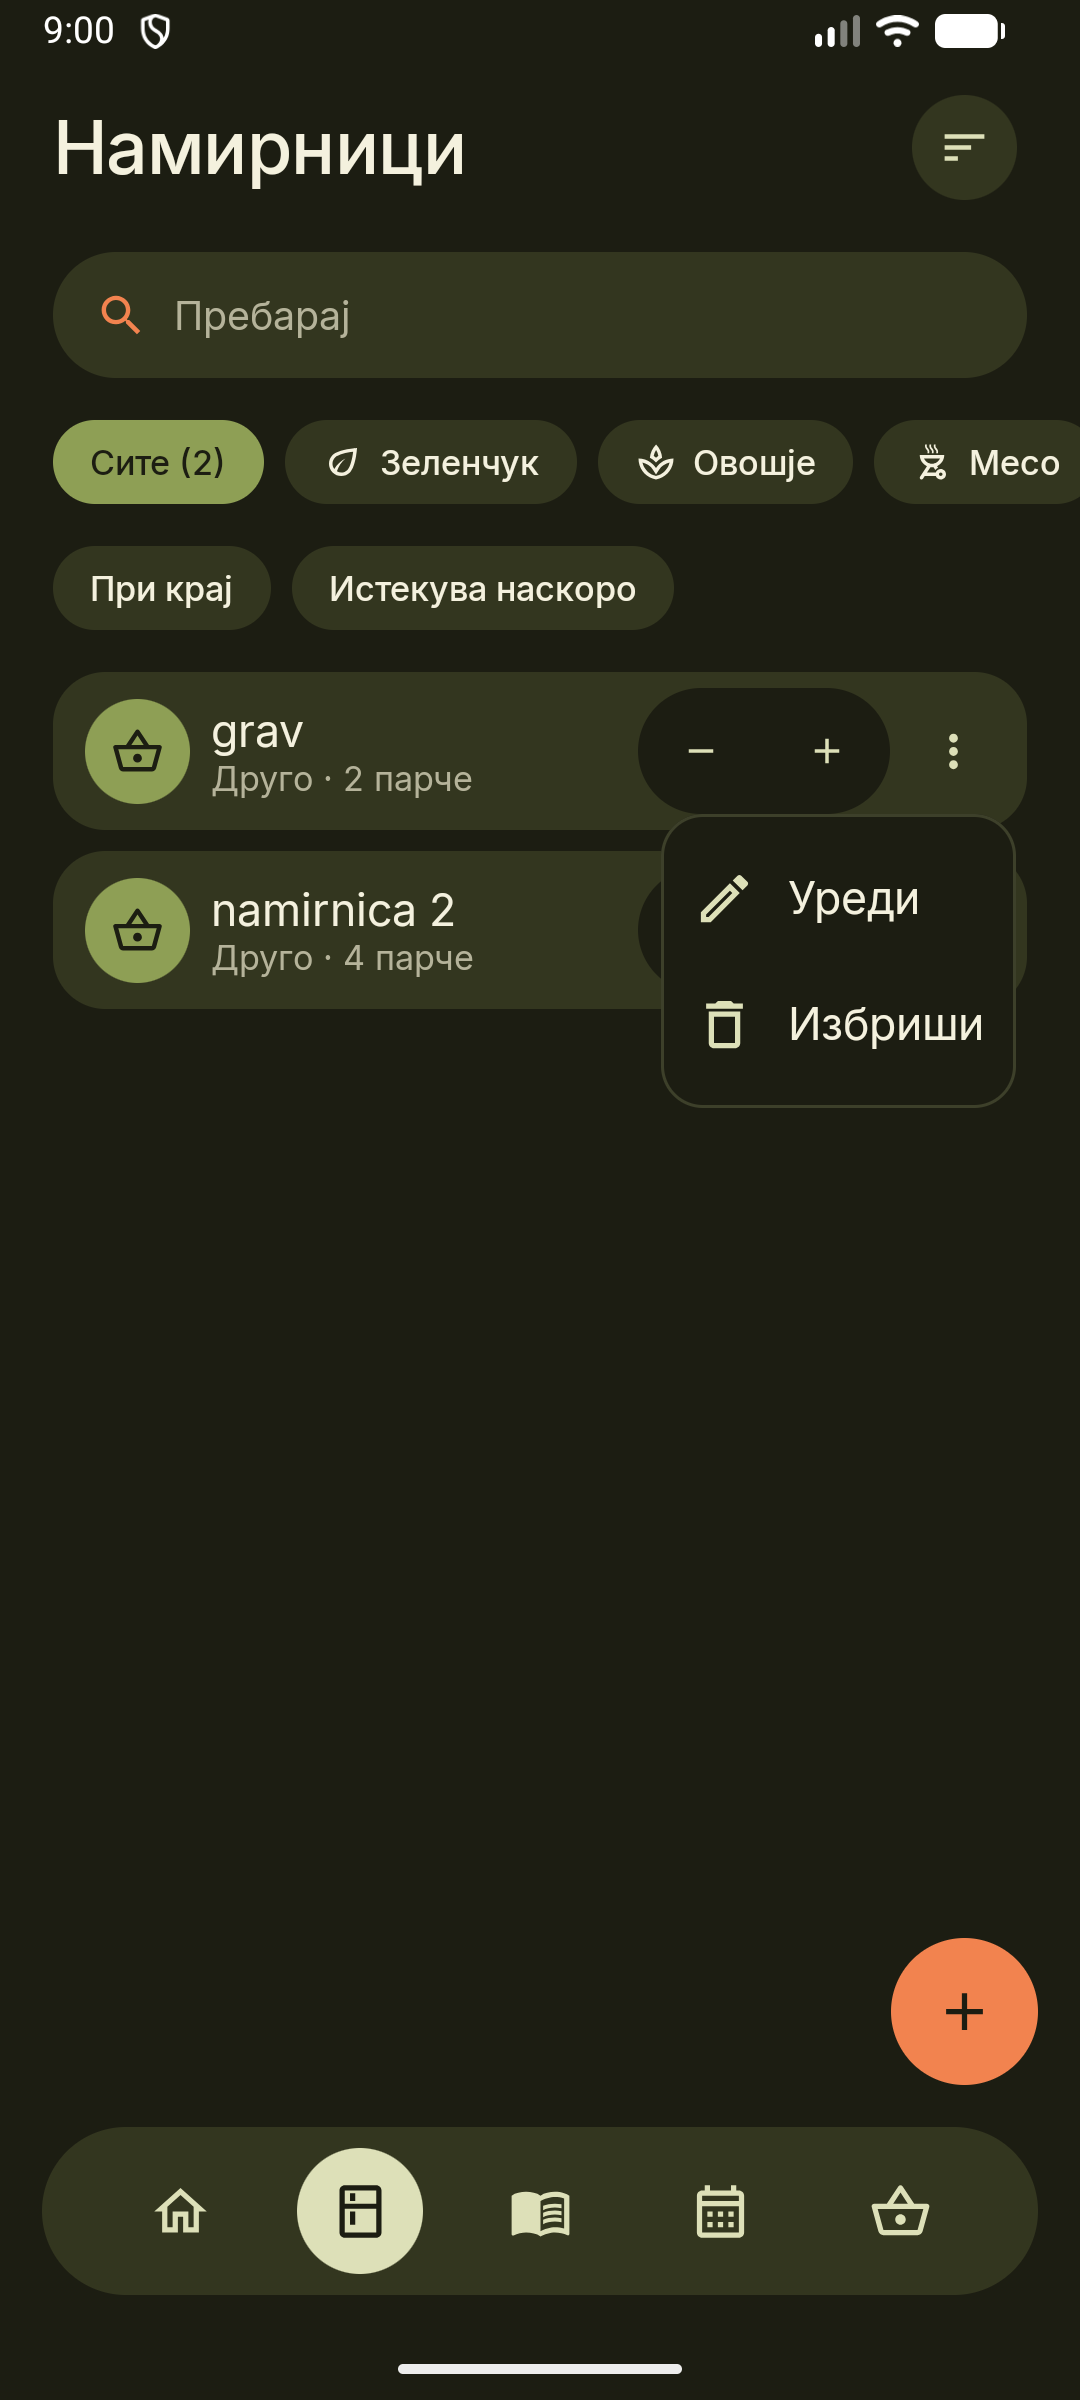 9:00
Намирници
Пребарај
Сите (2) Зеленчук Овошје Месо
При крај Истекува наскоро
grav
Друго · 2 парче
namirnica 2
Друго · 4 парче
Уреди
Избриши